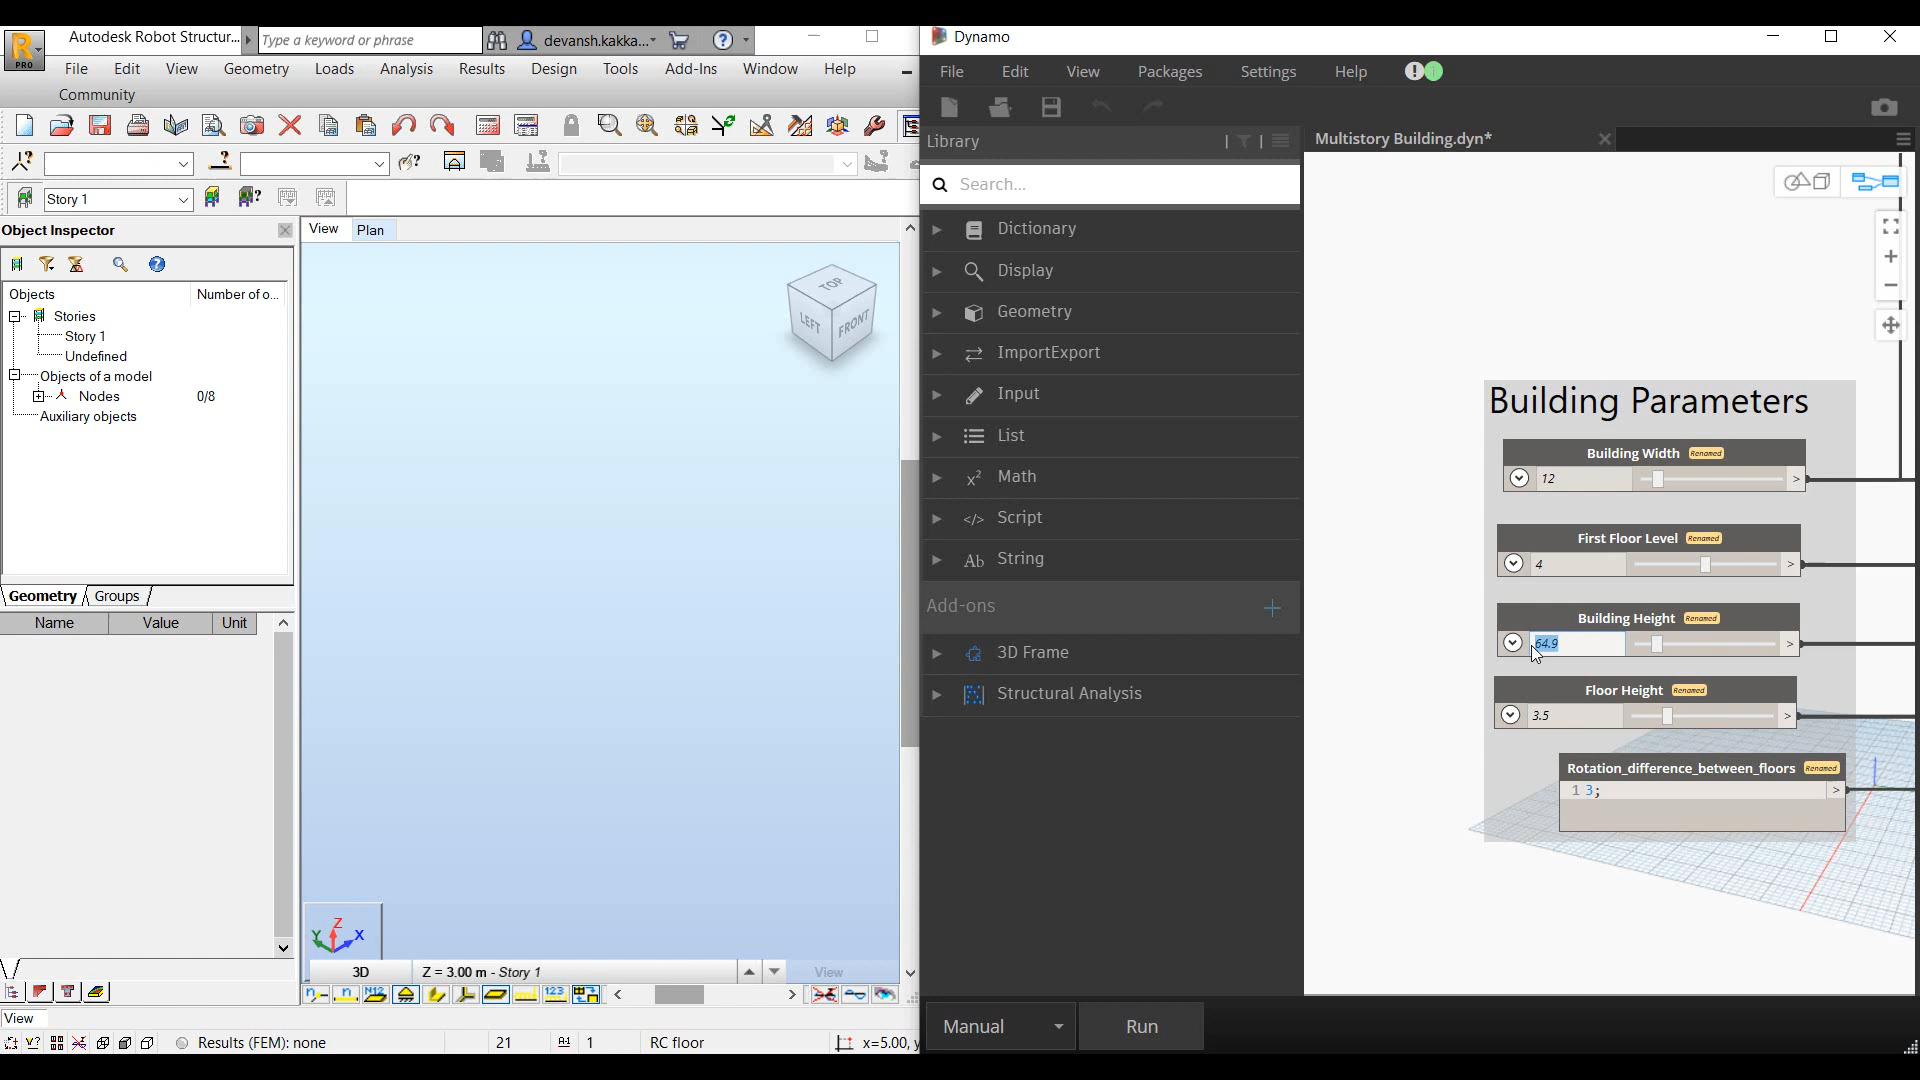 Autodesk Robot Structur...
Type a keyword or phrase
devansh.kakka...
PRO
File Edit View Geometry Loads Analysis Results Design Tools Add-Ins Window Help
Community
Story 1
Object Inspector
Objects Number of o...
Stories
Story 1
Undefined
Objects of a model
Nodes 0/8
Auxiliary objects
Geometry Groups
Name Value Unit
View Plan
TOP
LEFT FRONT
Z
Y X
3D Z = 3.00 m - Story 1 View
View
Results (FEM): none 21 1 RC floor x=5.00, y
Dynamo
File Edit View Packages Settings Help
Library
Search...
Dictionary
Display
Geometry
ImportExport
Input
List
Math
Script
String
Add-ons
3D Frame
Structural Analysis
Manual Run
Multistory Building.dyn*
Building Parameters
Building Width Renamed
12 >
First Floor Level Renamed
4 >
Building Height Renamed
64.9 >
Floor Height Renamed
3.5 >
Rotation_difference_between_floors Renamed
1 3; >